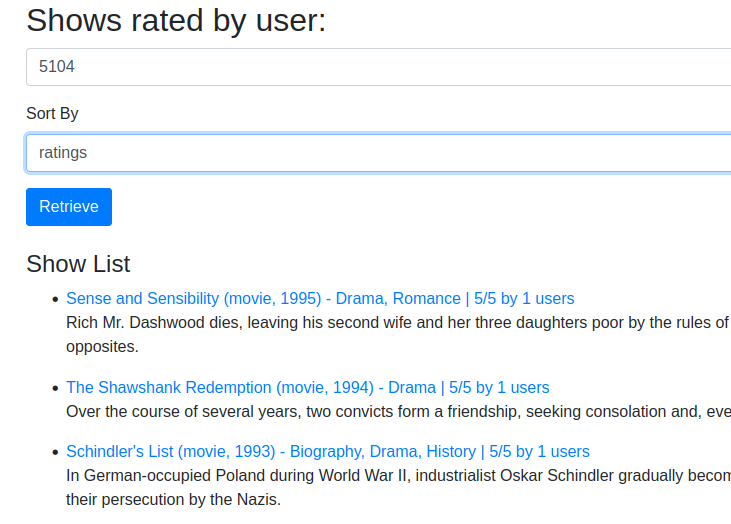 Shows rated by user:
5104
Sort By
ratings
Retrieve
Show List
Sense and Sensibility (movie, 1995) - Drama, Romance | 5/5 by 1 users
Rich Mr. Dashwood dies, leaving his second wife and her three daughters poor by the rules of
opposites.
The Shawshank Redemption (movie, 1994) - Drama | 5/5 by 1 users
Over the course of several years, two convicts form a friendship, seeking consolation and, eve
Schindler's List (movie, 1993) - Biography, Drama, History | 5/5 by 1 users
In German-occupied Poland during World War II, industrialist Oskar Schindler gradually becom
their persecution by the Nazis.